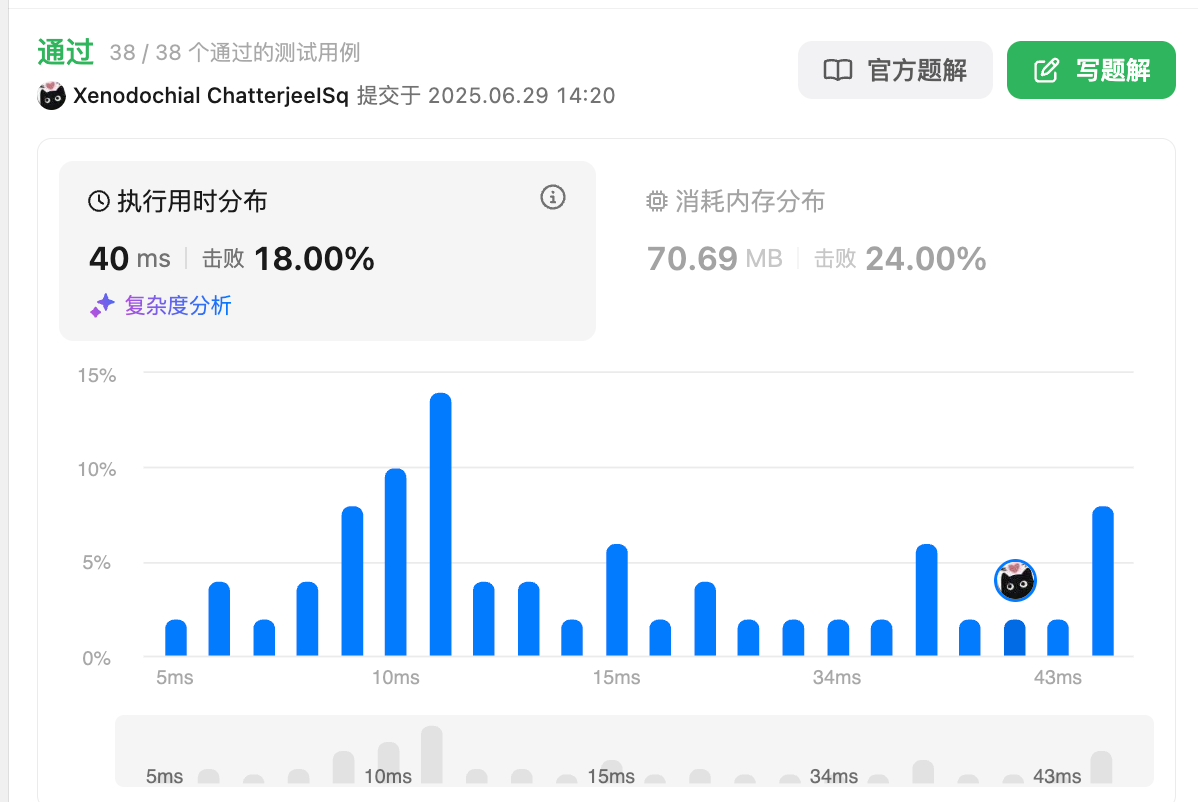 通过 38 / 38 个通过的测试用例
官方题解
写题解
Xenodochial ChatterjeeISq 提交于 2025.06.29 14:20
执行用时分布
40 ms 击败 18.00%
复杂度分析
消耗内存分布
70.69 MB 击败 24.00%
15%
10%
5%
0%
5ms 10ms 15ms 34ms 43ms
5ms 10ms 15ms 34ms 43ms